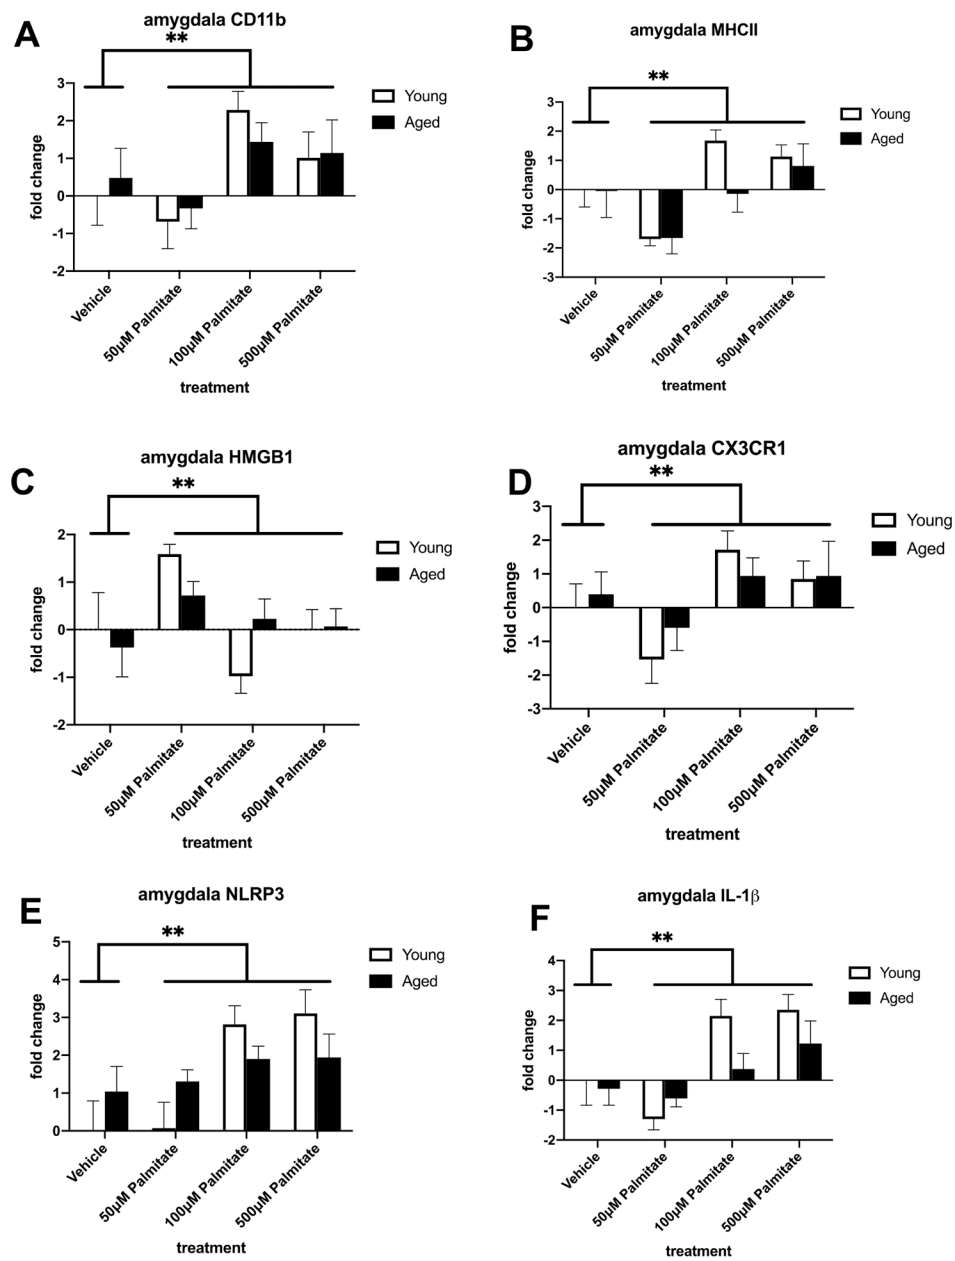 A
amygdala CD11b
**
fold change
3
2
1
0
-1
-2
Young
Aged
Vehicle
50µM Palmitate
100µM Palmitate
500µM Palmitate
treatment
B
amygdala MHCII
**
fold change
3
2
1
0
-1
-2
-3
Young
Aged
Vehicle
50µM Palmitate
100µM Palmitate
500µM Palmitate
treatment
C
amygdala HMGB1
**
fold change
2
1
0
-1
-2
Young
Aged
Vehicle
50µM Palmitate
100µM Palmitate
500µM Palmitate
treatment
D
amygdala CX3CR1
**
fold change
3
2
1
0
-1
-2
-3
Young
Aged
Vehicle
50µM Palmitate
100µM Palmitate
500µM Palmitate
treatment
E
amygdala NLRP3
**
fold change
5
4
3
2
1
0
Young
Aged
Vehicle
50µM Palmitate
100µM Palmitate
500µM Palmitate
treatment
F
amygdala IL-1β
**
fold change
4
3
2
1
0
-1
-2
Young
Aged
Vehicle
50µM Palmitate
100µM Palmitate
500µM Palmitate
treatment